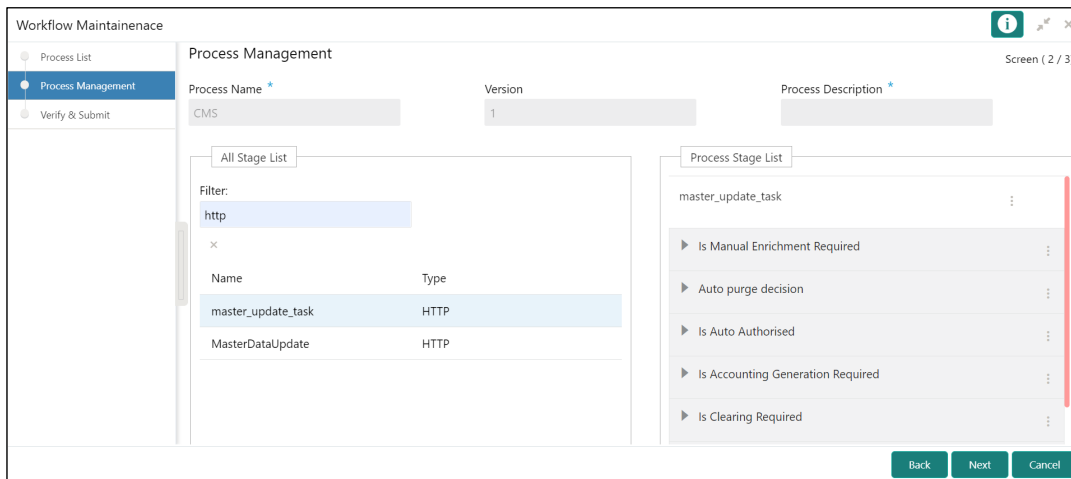 Workflow Maintainenace
Process List
Process Management
Verify & Submit
Process Management
Screen ( 2 / 3
Process Name *
Version
Process Description *
CMS
1
All Stage List
Filter:
http
Name Type
master_update_task HTTP
MasterDataUpdate HTTP
Process Stage List
master_update_task
Is Manual Enrichment Required
Auto purge decision
Is Auto Authorised
Is Accounting Generation Required
Is Clearing Required
Back Next Cancel